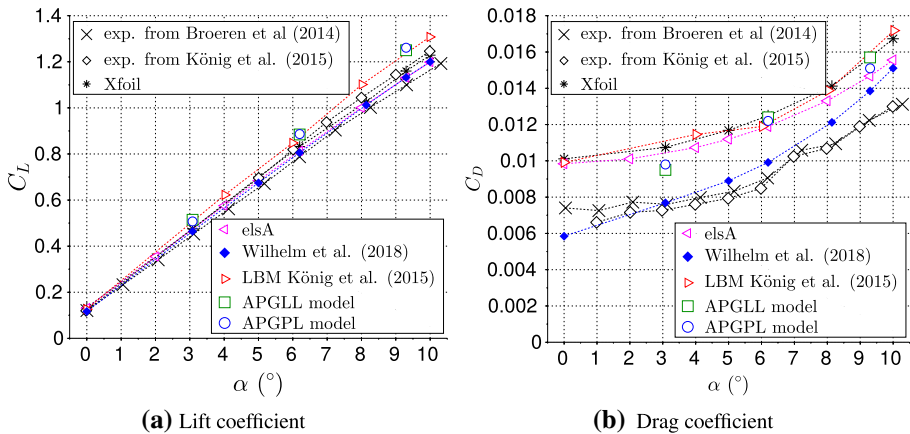 1.4
1.2
1
0.8
0.6
0.4
0.2
0
C_L
exp. from Broeren et al (2014)
exp. from König et al. (2015)
Xfoil
elsA
Wilhelm et al. (2018)
LBM König et al. (2015)
APGLL model
APGPL model
0 1 2 3 4 5 6 7 8 9 10
α (°)
(a) Lift coefficient
0.018
0.016
0.014
0.012
0.01
0.008
0.006
0.004
0.002
0.000
C_D
exp. from Broeren et al (2014)
exp. from König et al. (2015)
Xfoil
elsA
Wilhelm et al. (2018)
LBM König et al. (2015)
APGLL model
APGPL model
0 1 2 3 4 5 6 7 8 9 10
α (°)
(b) Drag coefficient